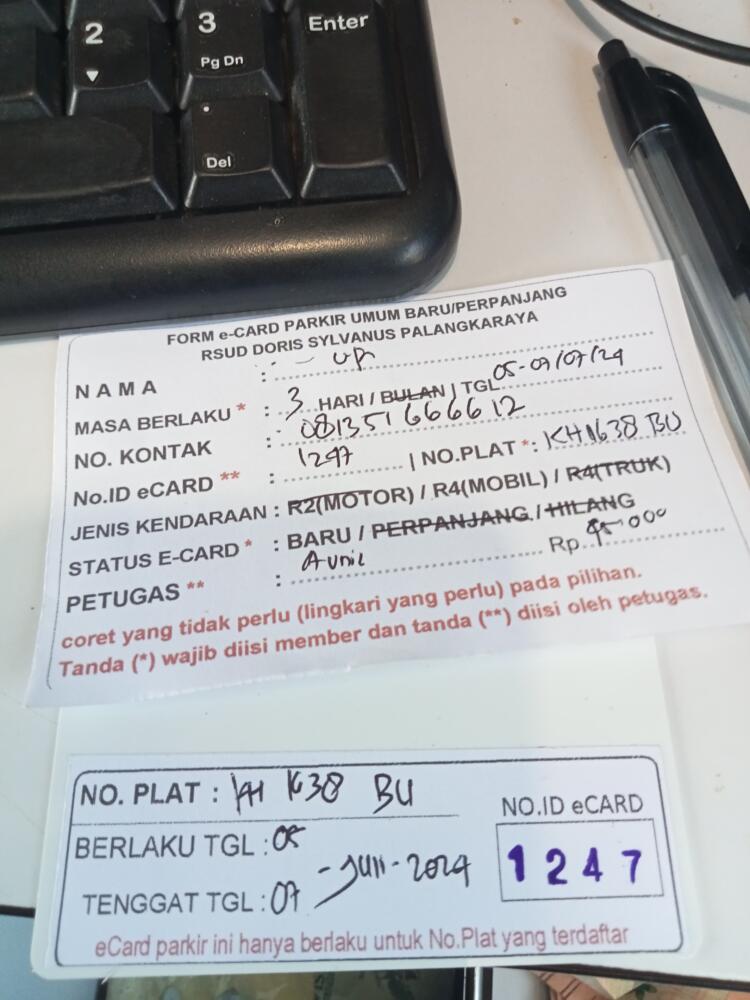 2
3
Pg Dn
Enter
.
Del
FORM e-CARD PARKIR UMUM BARU/PERPANJANG
RSUD DORIS SYLVANUS PALANGKARAYA
NAMA :
MASA BERLAKU * : 3 HARI / BULAN | TGL 05-07/07/24
NO. KONTAK : 081351666612
No.ID eCARD ** : 1247 | NO.PLAT *: KH 1638 BU
JENIS KENDARAAN : R2(MOTOR) / R4(MOBIL) / R4(TRUK)
STATUS E-CARD * : BARU / PERPANJANG / HILANG
PETUGAS ** : Rp. 000
coret yang tidak perlu (lingkari yang perlu) pada pilihan.
Tanda (*) wajib diisi member dan tanda (**) diisi oleh petugas.
NO. PLAT : KH 1638 BU
BERLAKU TGL : 05
- Juli - 2024
TENGGAT TGL : 07
NO.ID eCARD
1247
eCard parkir ini hanya berlaku untuk No.Plat yang terdaftar